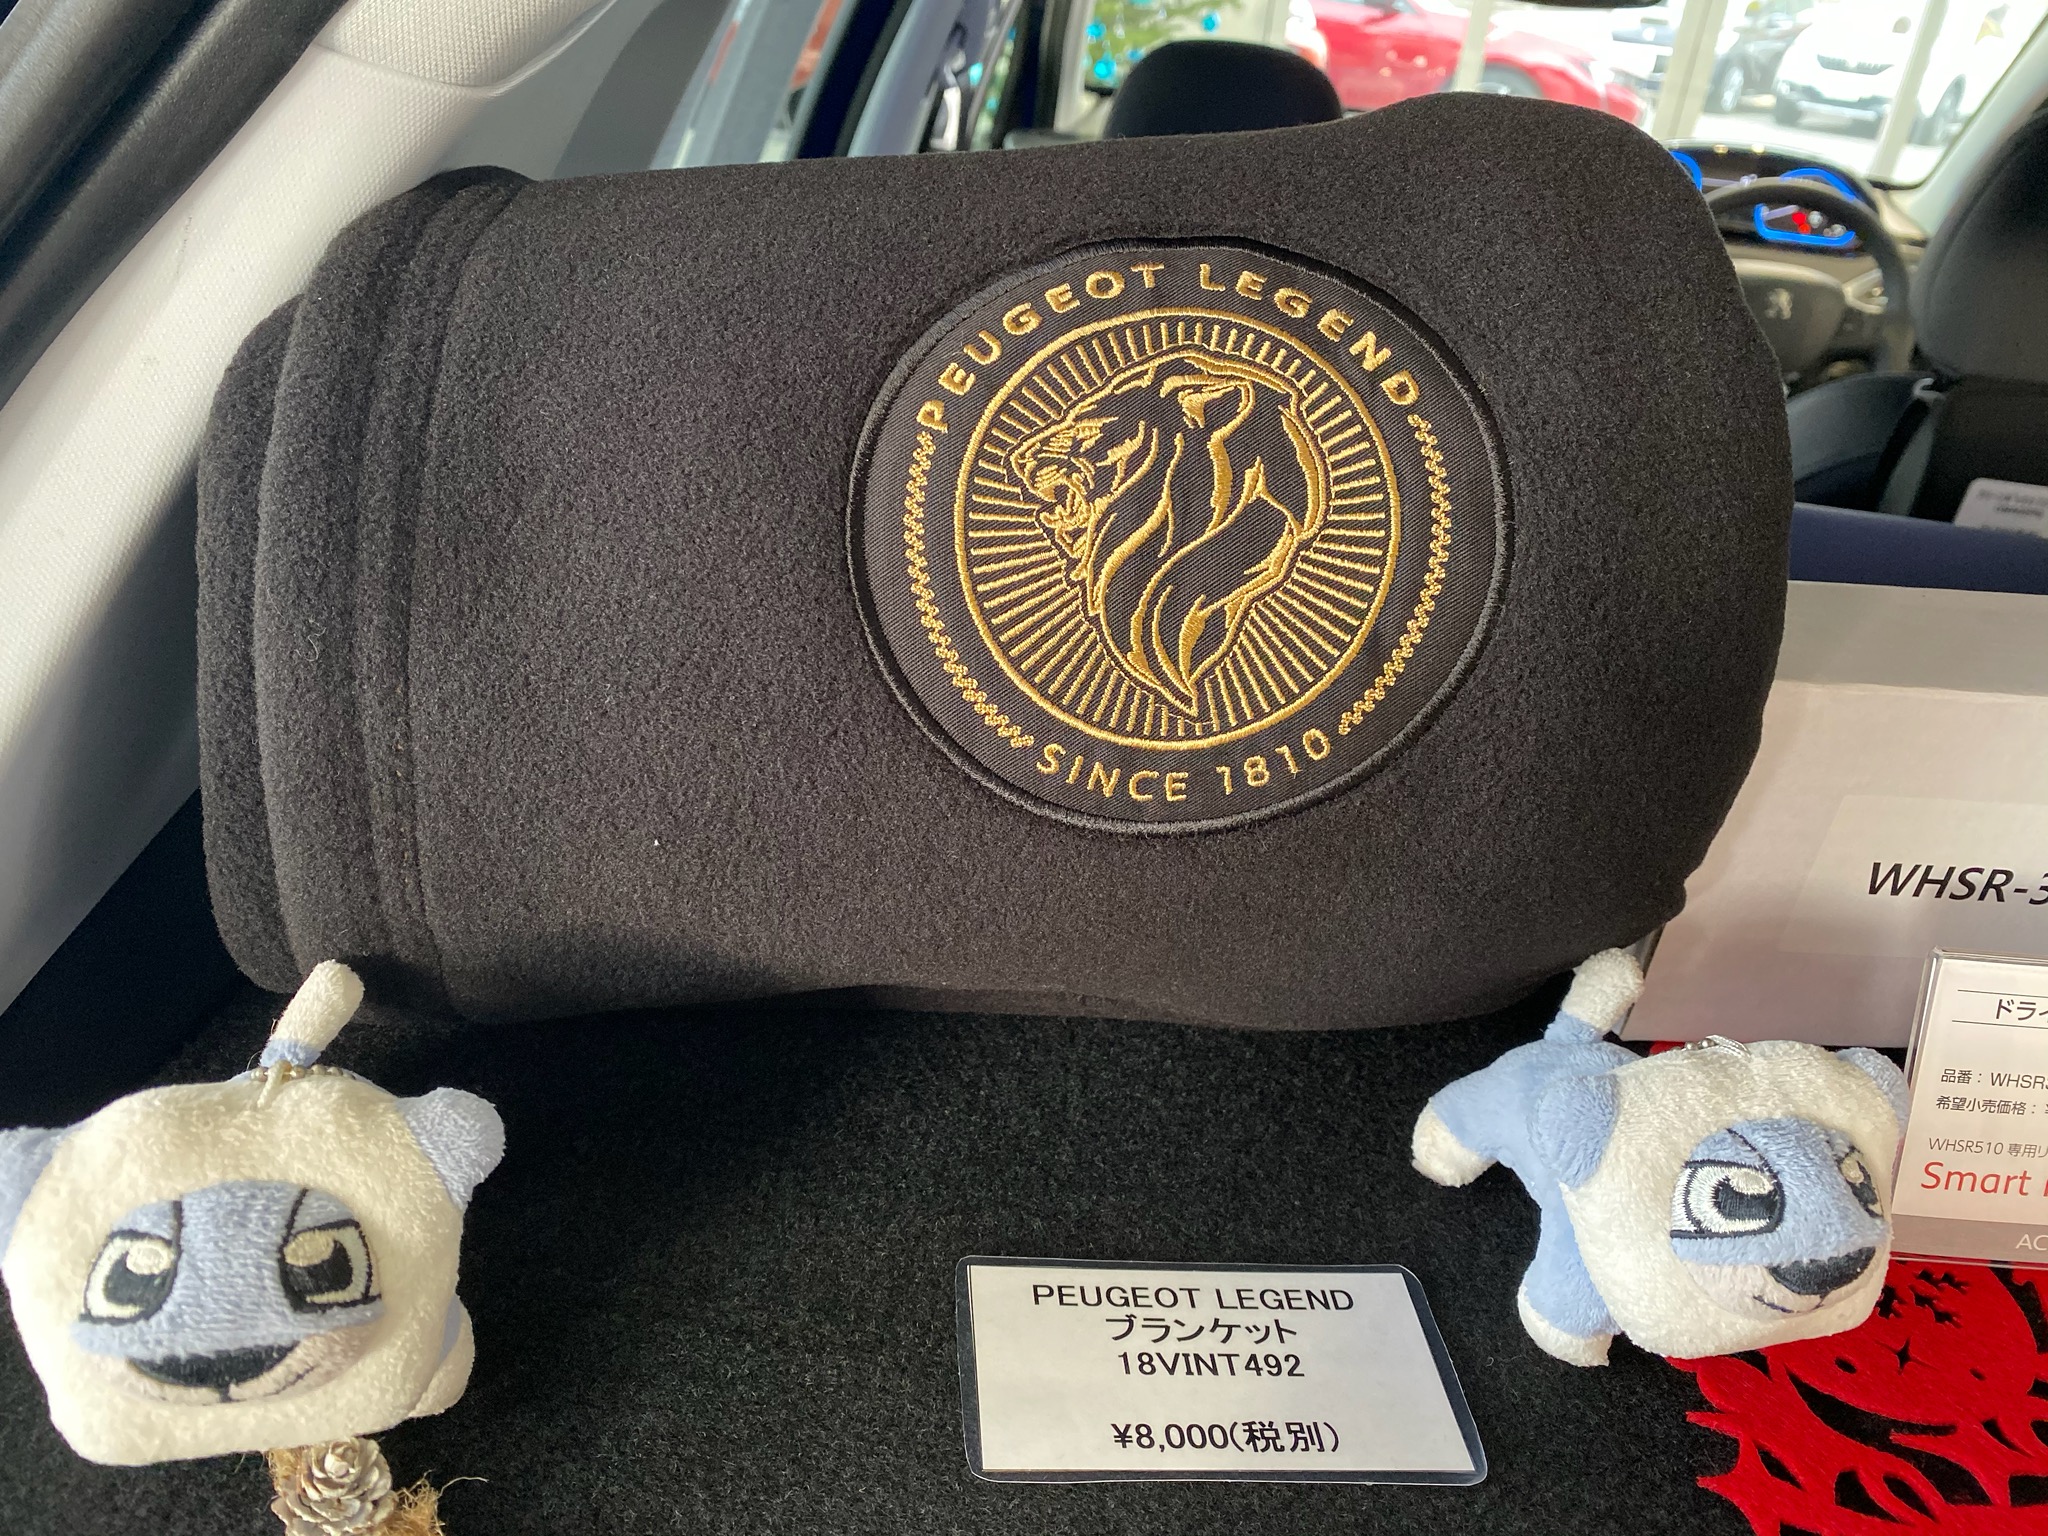 PEUGEOT LEGEND
SINCE 1810
WHSR-3
ドライ
品番： WHSR
希望小売価格：
WHSR510 専用
Smart
AC
PEUGEOT LEGEND
ブランケット
18VINT492
¥8,000(税別)